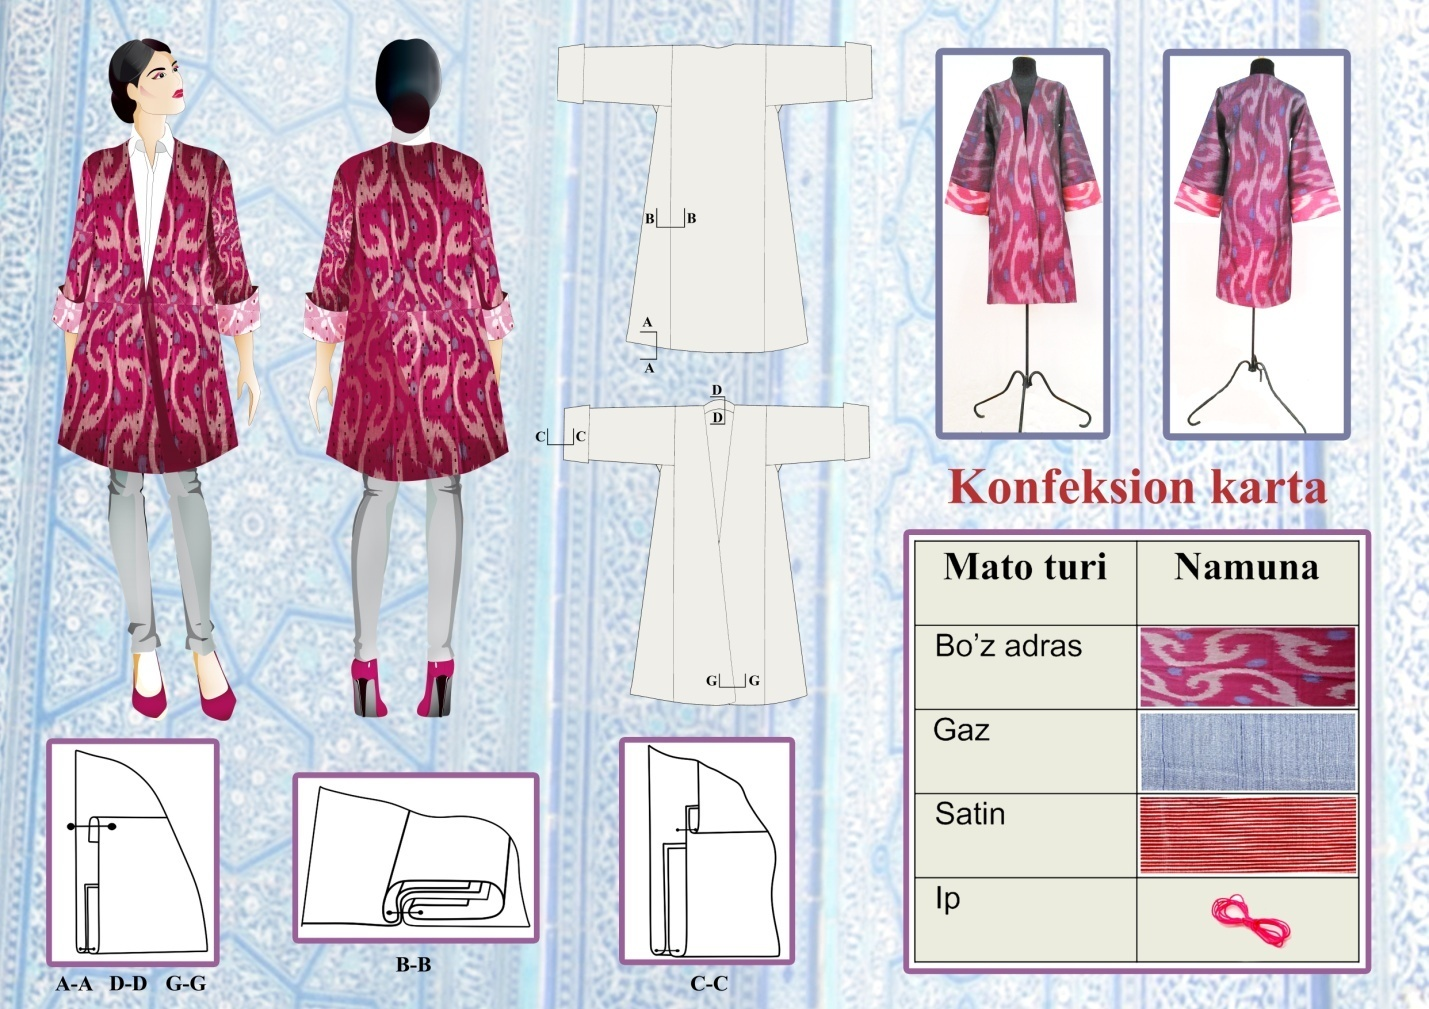 B B
A
A
D
D
C C
G G
Konfeksion karta
Mato turi Namuna
Bo’z adras
Gaz
Satin
Ip
A-A D-D G-G
B-B
C-C